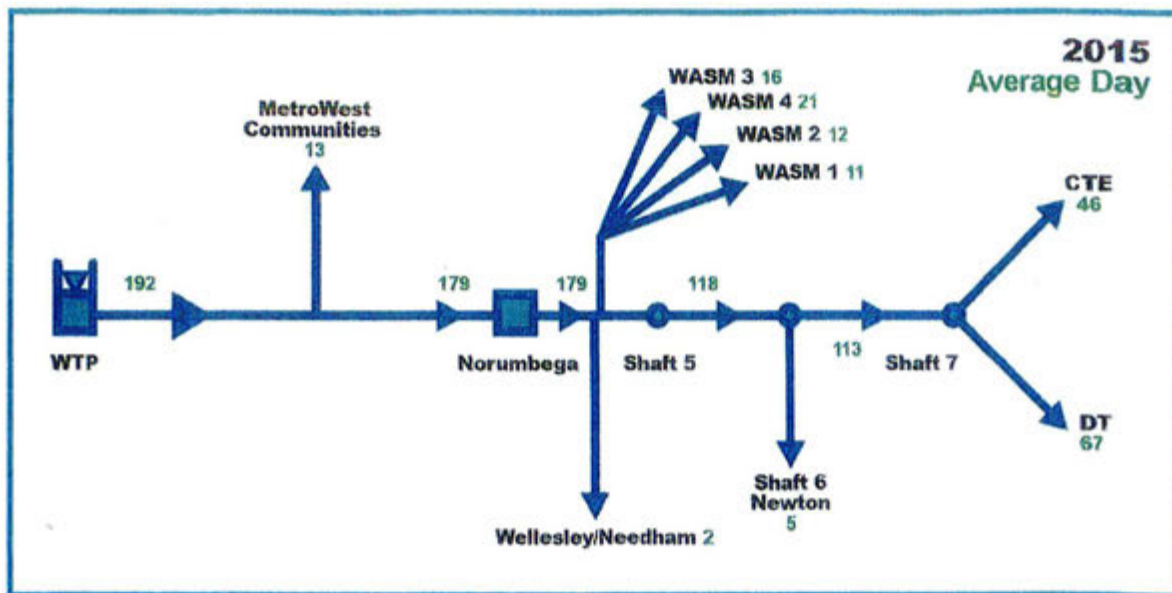 2015
Average Day
WASM 3 16
WASM 4 21
WASM 2 12
WASM 1 11
MetroWest
Communities
13
CTE
46
192
179
179
118
WTP
Norumbega
Shaft 5
113
Shaft 7
DT
67
Shaft 6
Newton
5
Wellesley/Needham 2